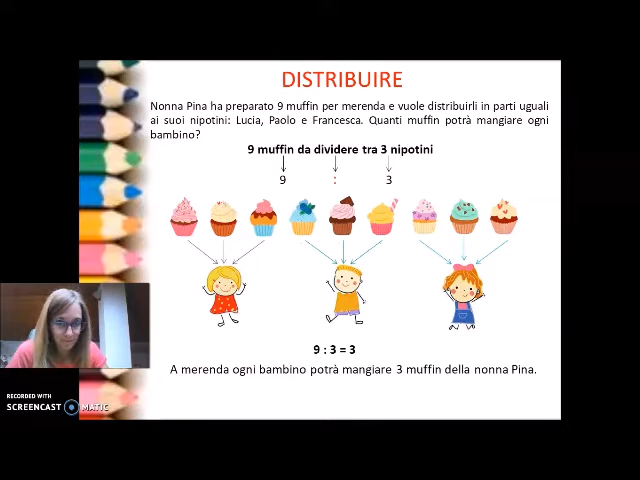 DISTRIBUIRE
Nonna Pina ha preparato 9 muffin per merenda e vuole distribuirli in parti uguali
ai suoi nipotini: Lucia, Paolo e Francesca. Quanti muffin potrà mangiare ogni
bambino?
9 muffin da dividere tra 3 nipotini
9 : 3
9 : 3 = 3
A merenda ogni bambino potrà mangiare 3 muffin della nonna Pina.
RECORDED WITH
SCREENCAST MATIC